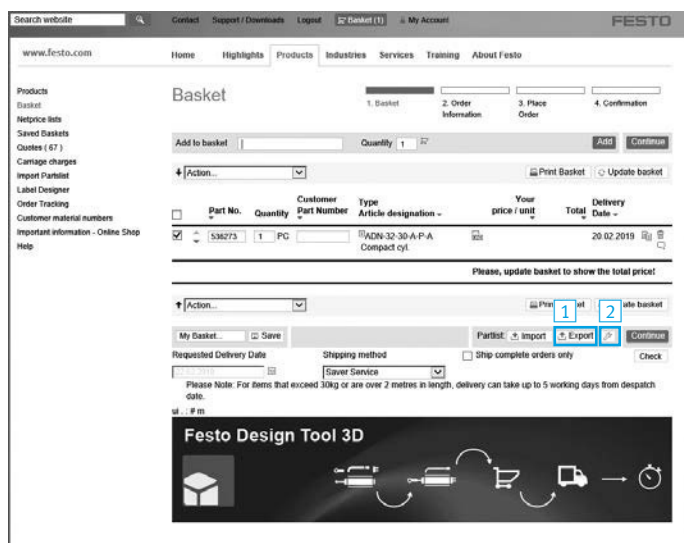 Search website
Contact Support / Downloads Logout Basket (1) My Account
FESTO
www.festo.com
Home Highlights Products Industries Services Training About Festo
Products
Basket
Netprice lists
Saved Baskets
Quotes ( 67 )
Carriage charges
Import Partslist
Label Designer
Order Tracking
Customer material numbers
Important information - Online Shop
Help
Basket
1. Basket
2. Order Information
3. Place Order
4. Confirmation
Add to basket Quantity 1 Add Continue
Action... Print Basket Update basket
Part No. Quantity Customer Part Number Type Article designation Your price / unit Total Delivery Date
538273 1 PC ADN-32-30-A-P-A 20.02.2019
Compact cyl.
Please, update basket to show the total price!
1 2
Action...
My Basket... Save Partlist: Import Export Continue
Requested Delivery Date Shipping method Ship complete orders only Check
Saver Service
Please Note: For items that exceed 30kg or are over 2 metres in length, delivery can take up to 5 working days from despatch
date.
Festo Design Tool 3D